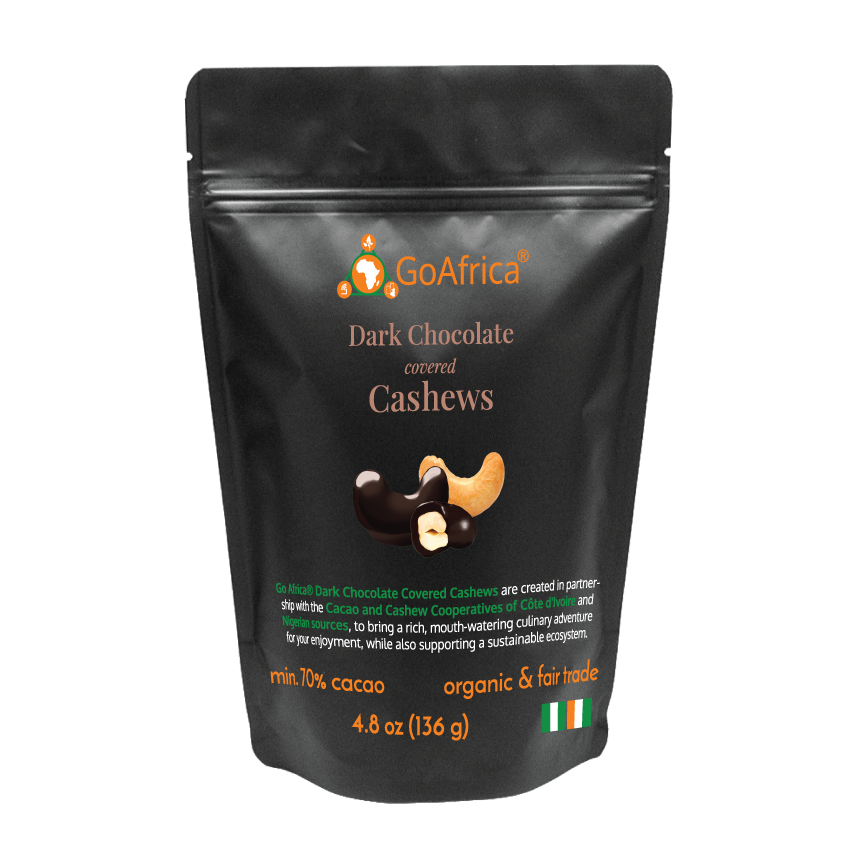 GoAfrica®
Dark Chocolate
covered
Cashews
Go Africa® Dark Chocolate Covered Cashews are created in partner-
ship with the Cacao and Cashew Cooperatives of Côte d'Ivoire and
Nigerian sources, to bring a rich, mouth-watering culinary adventure
for your enjoyment, while also supporting a sustainable ecosystem.
min. 70% cacao organic & fair trade
4.8 oz (136 g)